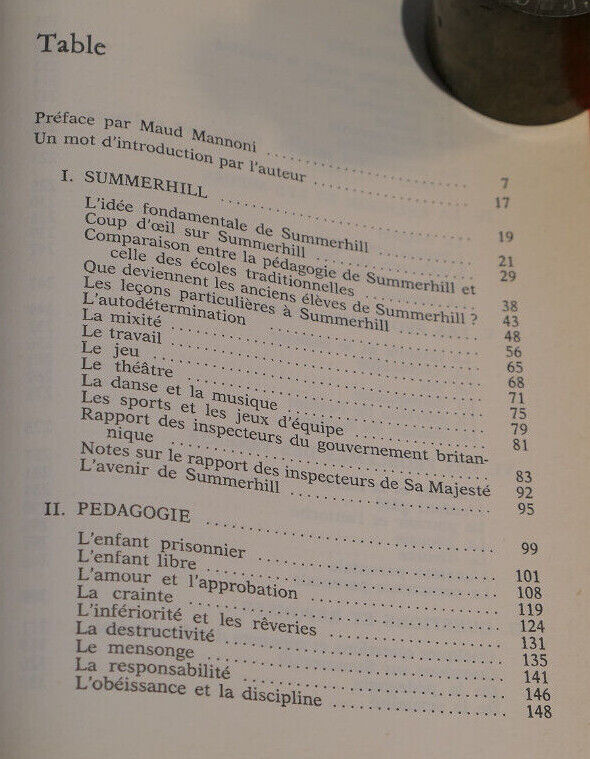 Table
Préface par Maud Mannoni ........................ 7
Un mot d'introduction par l'auteur .................. 17
I. SUMMERHILL .............................. 19
L'idée fondamentale de Summerhill .............. 21
Coup d'œil sur Summerhill .................... 29
Comparaison entre la pédagogie de Summerhill et
celle des écoles traditionnelles ................ 38
Que deviennent les anciens élèves de Summerhill ? 43
Les leçons particulières à Summerhill .......... 48
L'autodétermination ........................ 56
La mixité ................................ 65
Le travail ................................ 68
Le jeu .................................. 71
Le théâtre ................................ 75
La danse et la musique ...................... 79
Les sports et les jeux d'équipe ................ 81
Rapport des inspecteurs du gouvernement britan-
nique .................................. 83
Notes sur le rapport des inspecteurs de Sa Majesté 92
L'avenir de Summerhill ...................... 95
II. PEDAGOGIE .............................. 99
L'enfant prisonnier ........................ 101
L'enfant libre ............................ 108
L'amour et l'approbation .................... 119
La crainte ................................ 124
L'infériorité et les rêveries .................. 131
La destructivité .......................... 135
Le mensonge .............................. 141
La responsabilité .......................... 146
L'obéissance et la discipline .................. 148